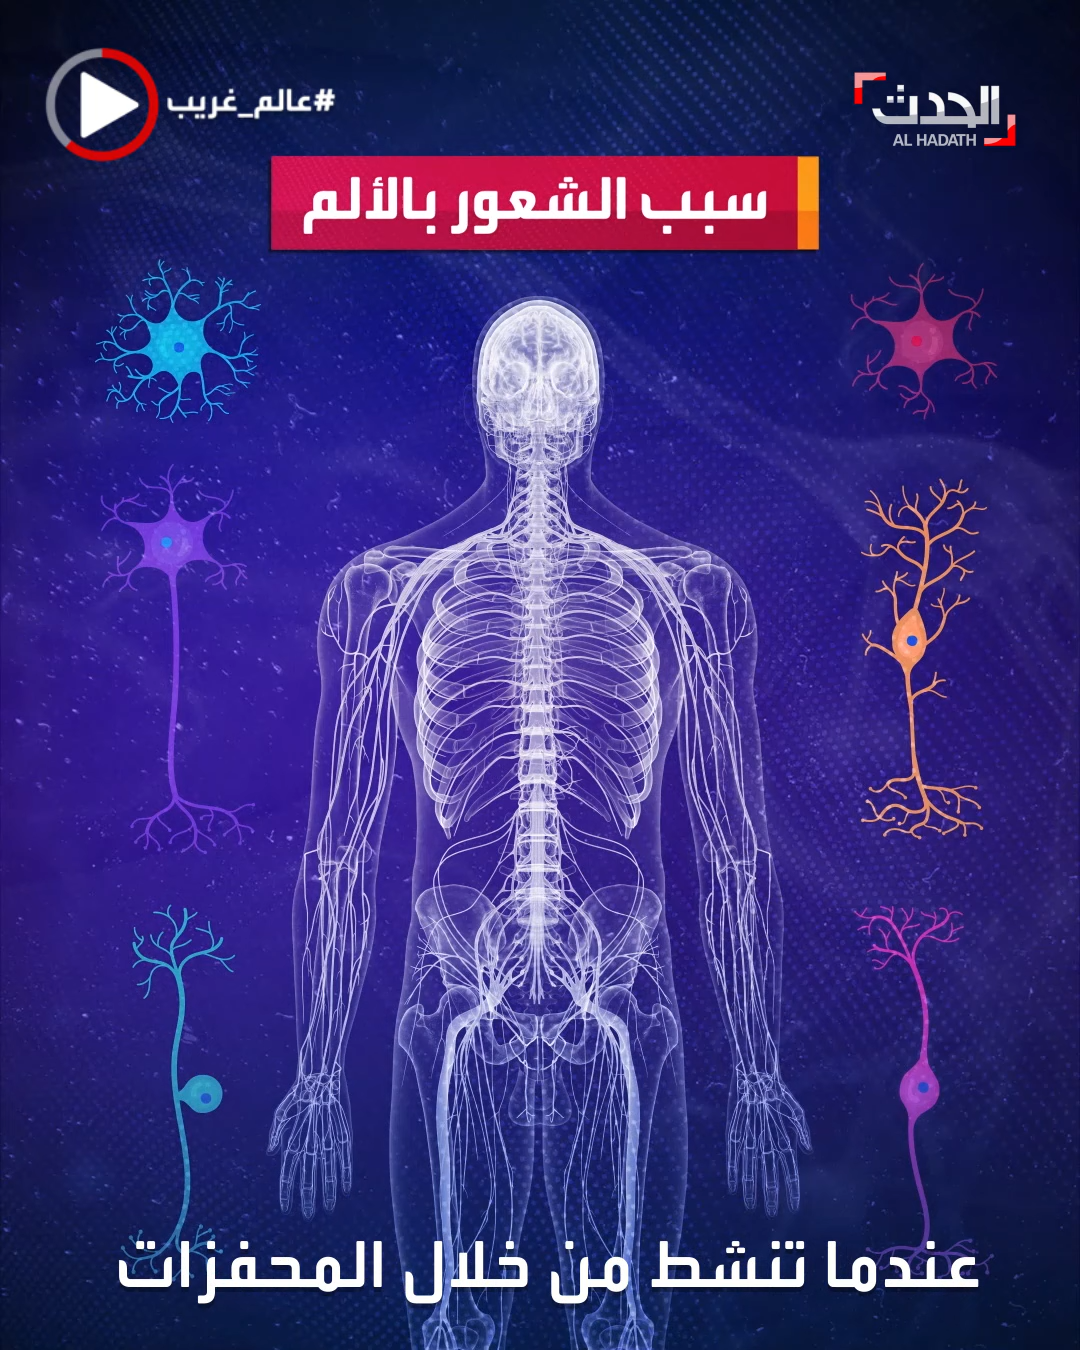 #عالم_غريب
الحدث
AL HADATH
سبب الشعور بالألم
عندما تنشط من خلال المحفزات